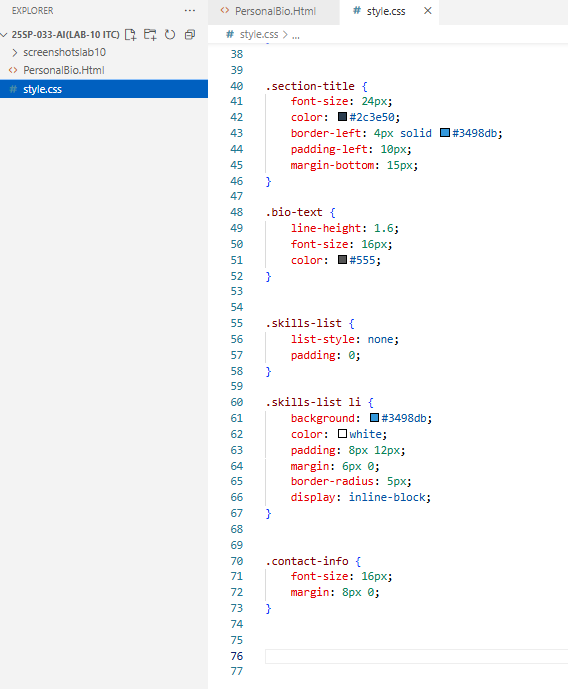 EXPLORER ...
25SP-033-AI(LAB-10 ITC)
screenshotslab10
<> PersonalBio.Html
# style.css
<> PersonalBio.Html # style.css ×
# style.css > ...
38
39
40 .section-title {
41 font-size: 24px;
42 color: #2c3e50;
43 border-left: 4px solid #3498db;
44 padding-left: 10px;
45 margin-bottom: 15px;
46 }
47
48 .bio-text {
49 line-height: 1.6;
50 font-size: 16px;
51 color: #555;
52 }
53
54
55 .skills-list {
56 list-style: none;
57 padding: 0;
58 }
59
60 .skills-list li {
61 background: #3498db;
62 color: white;
63 padding: 8px 12px;
64 margin: 6px 0;
65 border-radius: 5px;
66 display: inline-block;
67 }
68
69
70 .contact-info {
71 font-size: 16px;
72 margin: 8px 0;
73 }
74
75
76
77